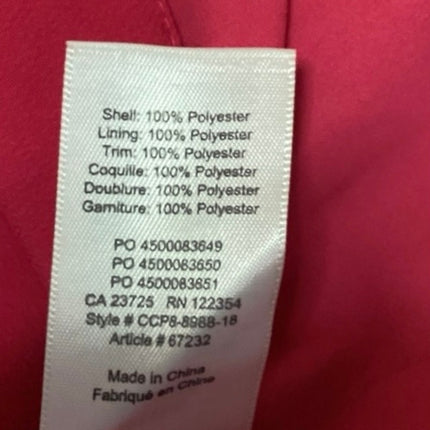 Shell: 100% Polyester
Lining: 100% Polyester
Trim: 100% Polyester
Coquille: 100% Polyester
Doublure: 100% Polyester
Garniture: 100% Polyester
PO 4500083649
PO 4500083650
PO 4500083651
CA 23725 RN 122354
Style # CCP8-8988-18
Article # 67232
Made in China
Fabriqué en Chine